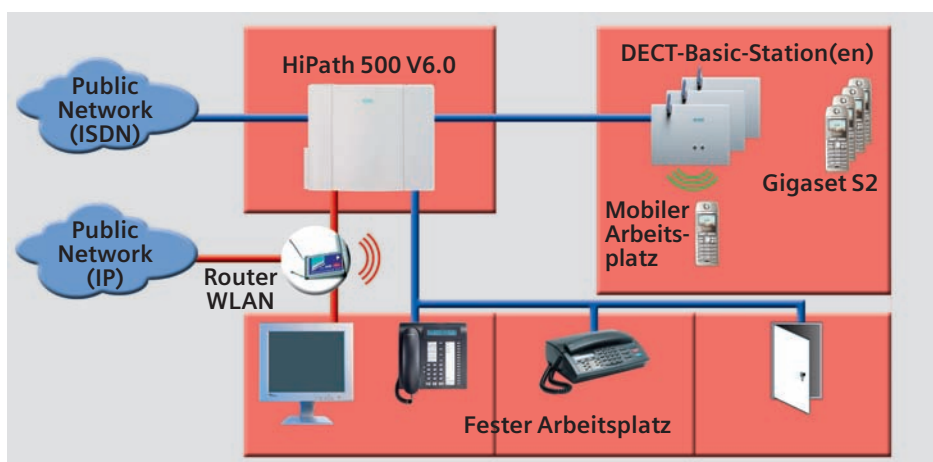 HiPath 500 V6.0
DECT-Basic-Station(en)
Public
Network
(ISDN)
Gigaset S2
Mobiler
Arbeits-
platz
Public
Network
(IP)
Router
WLAN
Fester Arbeitsplatz